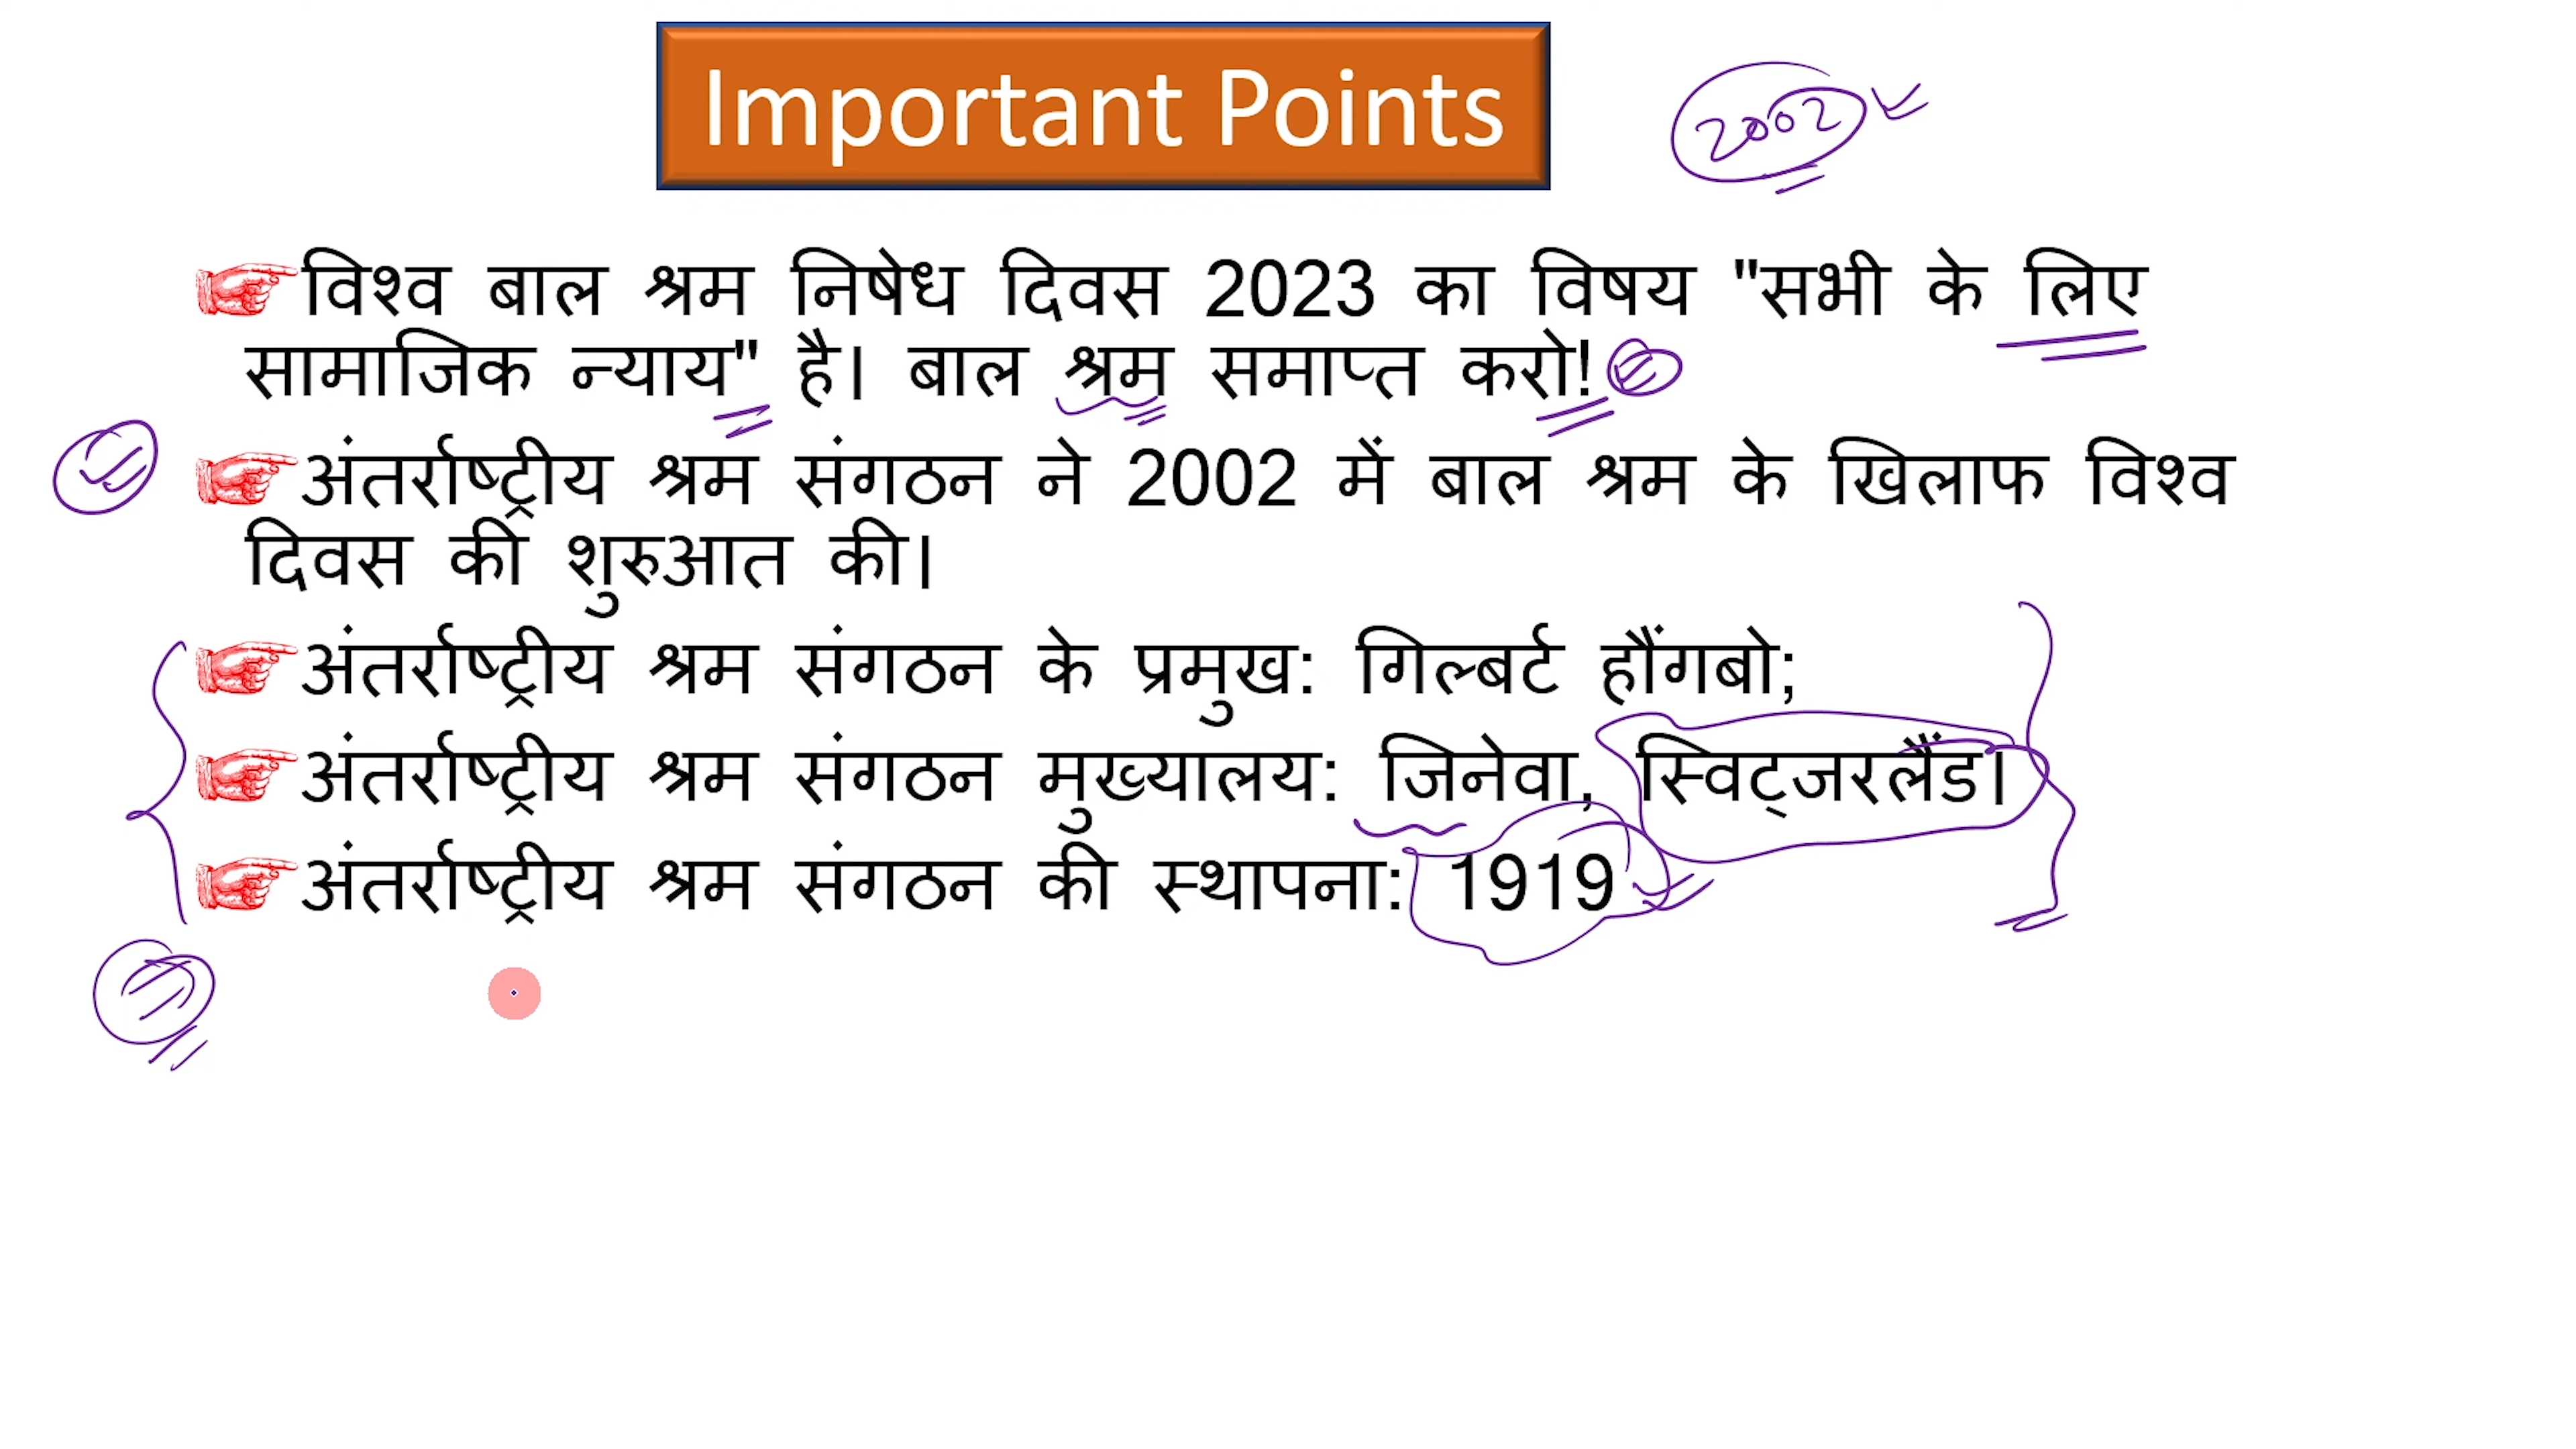 Important Points
2002
विश्व बाल श्रम निषेध दिवस 2023 का विषय "सभी के लिए
सामाजिक न्याय" है। बाल श्रम समाप्त करो!
अंतर्राष्ट्रीय श्रम संगठन ने 2002 में बाल श्रम के खिलाफ विश्व
दिवस की शुरुआत की।
अंतर्राष्ट्रीय श्रम संगठन के प्रमुख: गिल्बर्ट हौंगबो;
अंतर्राष्ट्रीय श्रम संगठन मुख्यालय: जिनेवा, स्विट्जरलैंड।
अंतर्राष्ट्रीय श्रम संगठन की स्थापना: 1919